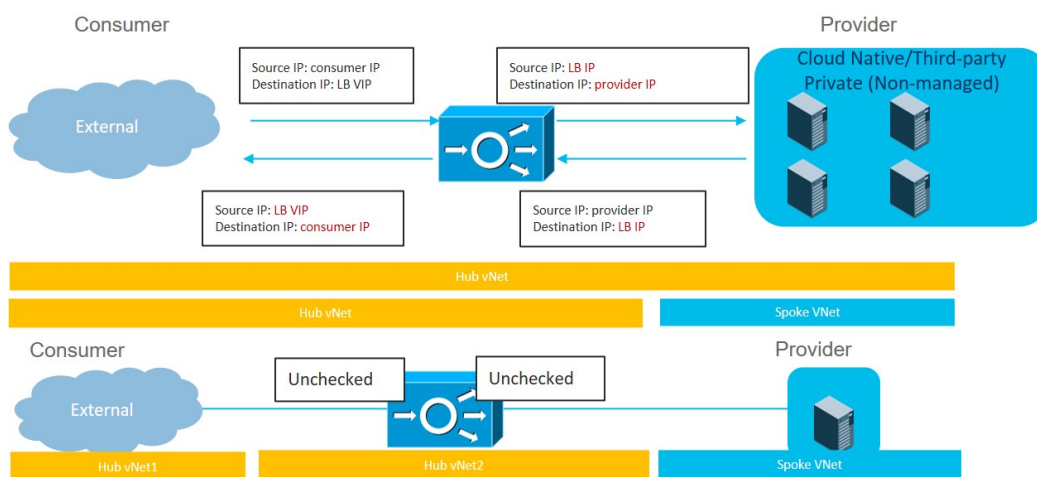 Consumer
Provider
Source IP: consumer IP
Destination IP: LB VIP
Source IP: LB IP
Destination IP: provider IP
Cloud Native/Third-party
Private (Non-managed)
External
Source IP: LB VIP
Destination IP: consumer IP
Source IP: provider IP
Destination IP: LB IP
Hub vNet
Hub vNet
Spoke VNet
Consumer
Provider
Unchecked
Unchecked
External
Hub vNet1
Hub vNet2
Spoke VNet